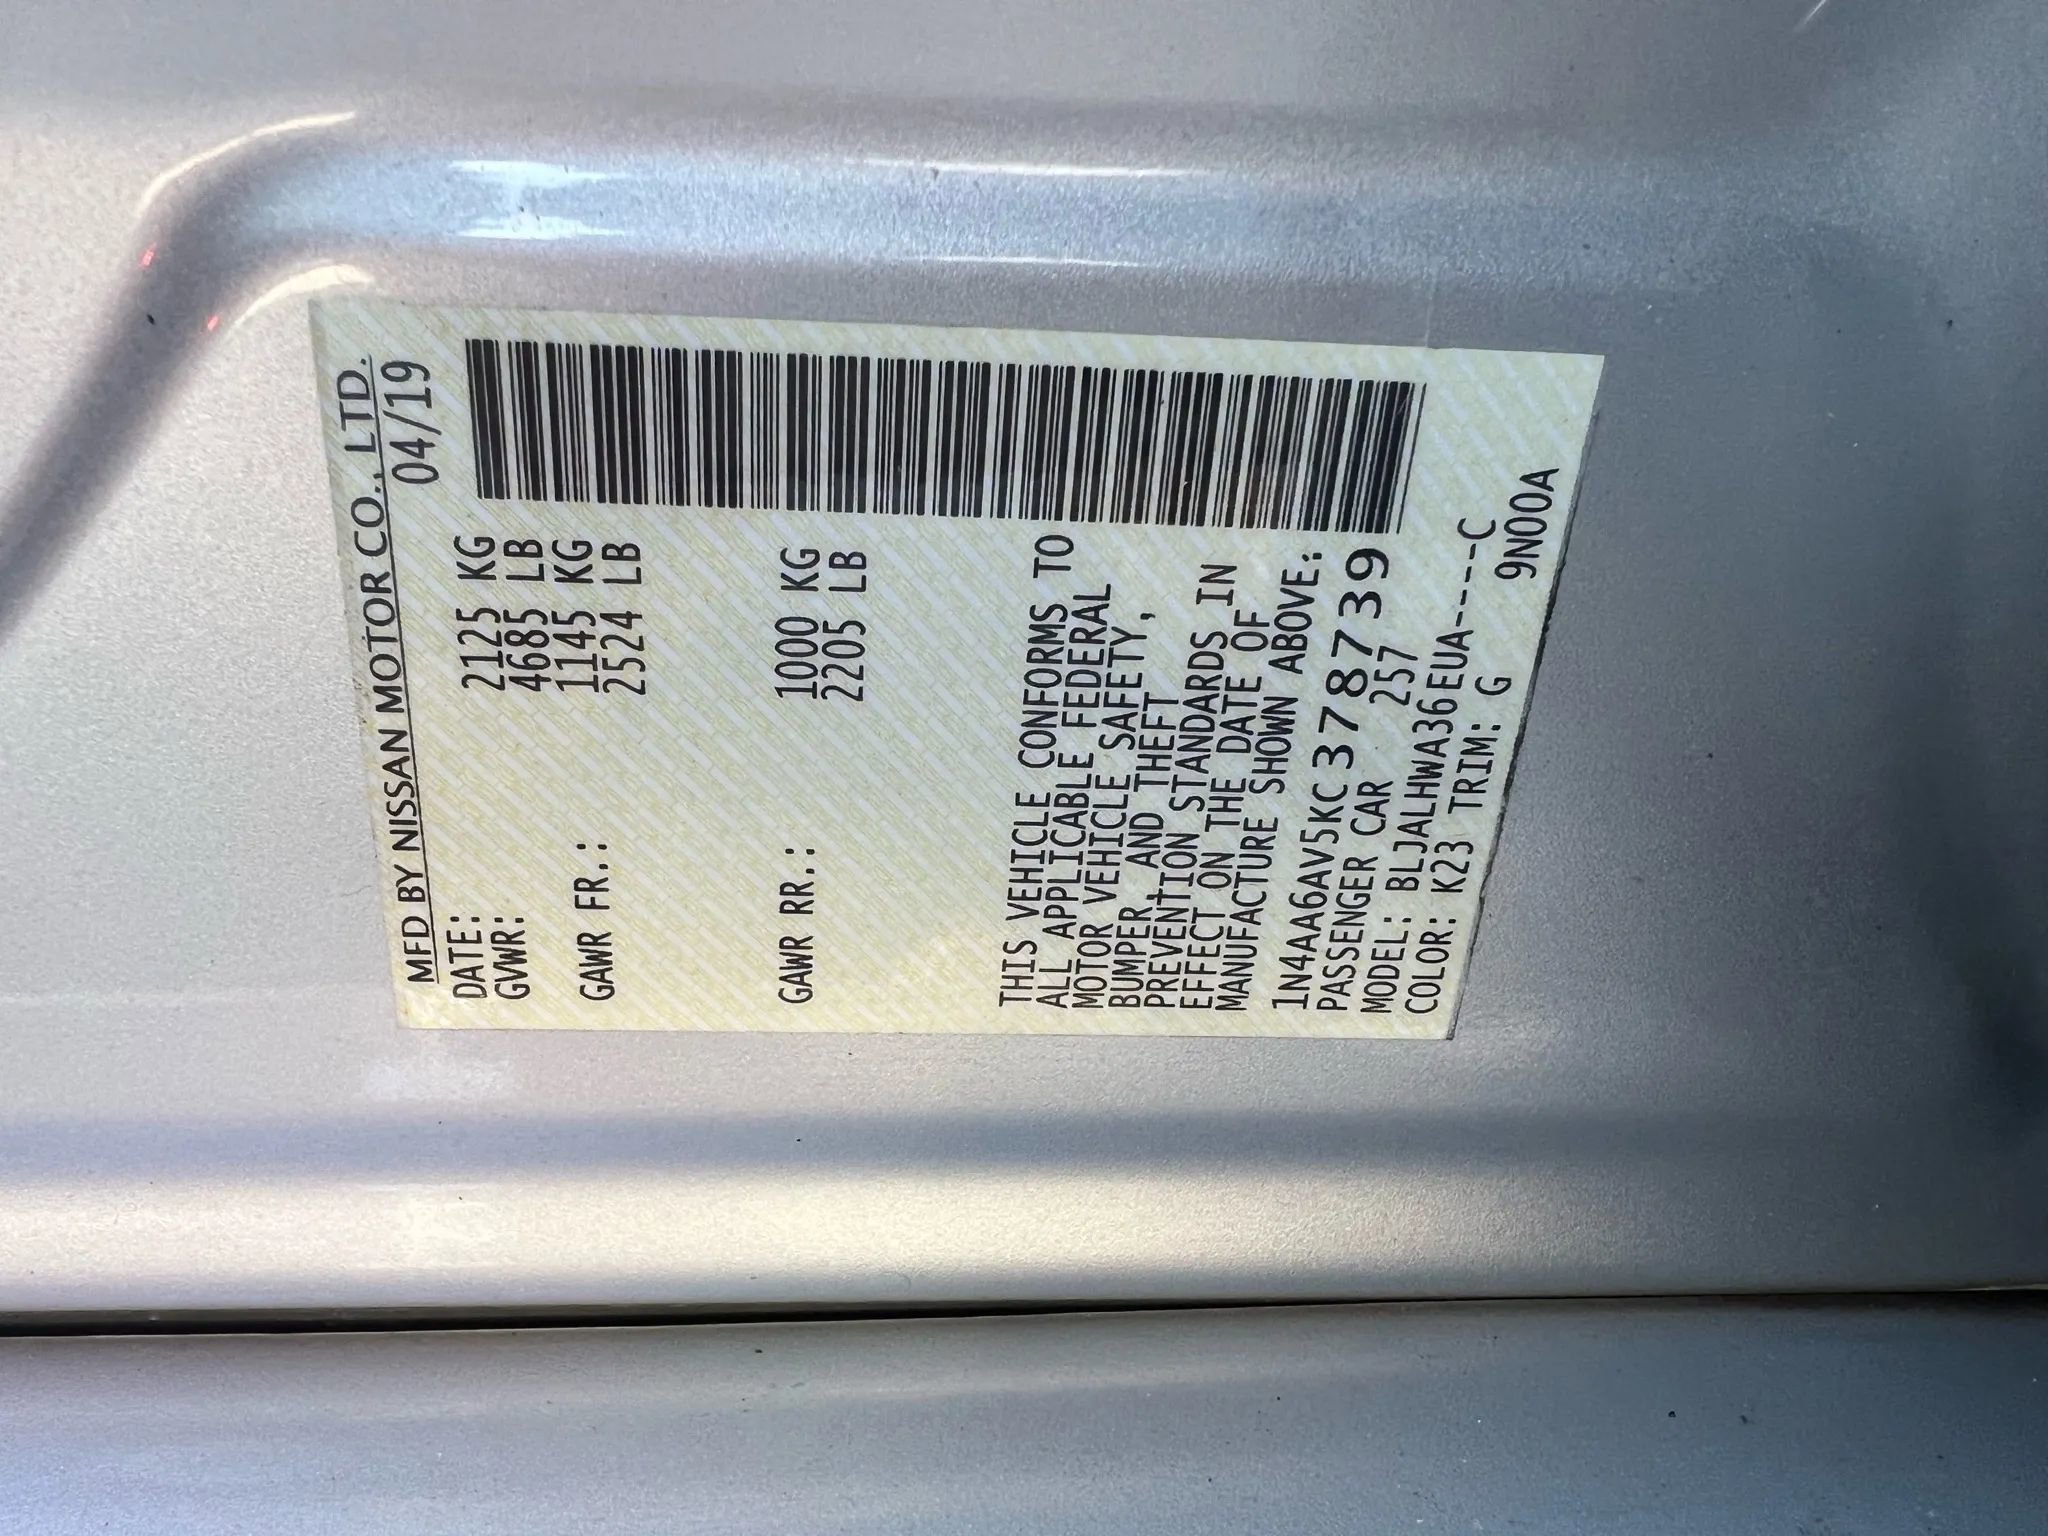 MFD BY NISSAN MOTOR CO., LTD.
DATE: 04/19
GVWR: 2125 KG
4685 LB
GAWR FR.: 1145 KG
2524 LB
GAWR RR.: 1000 KG
2205 LB
THIS VEHICLE CONFORMS TO
ALL APPLICABLE FEDERAL
MOTOR VEHICLE SAFETY,
BUMPER, AND THEFT
PREVENTION STANDARDS IN
EFFECT ON THE DATE OF
MANUFACTURE SHOWN ABOVE:
1N4AA6AV5KC378739
PASSENGER CAR 257
MODEL: BLJALHWA36EUA-----C
COLOR: K23 TRIM: G 9N00A